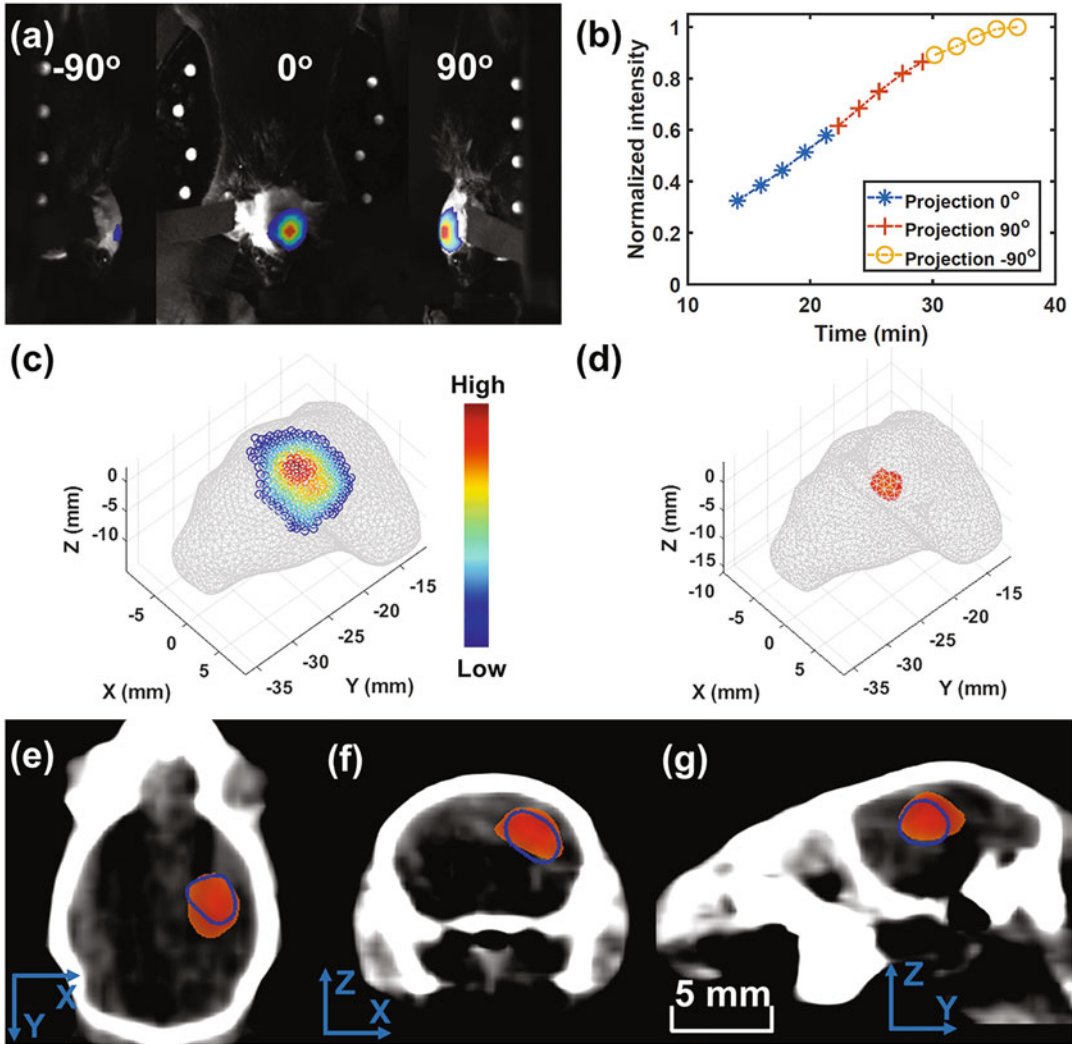 (a)
-90°
0°
90°
(b)
Normalized intensity
1
0.8
0.6
0.4
0.2
0
10
20
30
40
Time (min)
Projection 0°
Projection 90°
Projection -90°
(c)
High
Low
0
-5
-10
Z (mm)
-5
0
5
X (mm)
-35
-30
-25
-20
-15
Y (mm)
(d)
0
-5
-10
-15
Z (mm)
-10
-5
0
5
X (mm)
-35
-30
-25
-20
-15
Y (mm)
(e)
X
Y
(f)
Z
X
(g)
5 mm
Z
Y